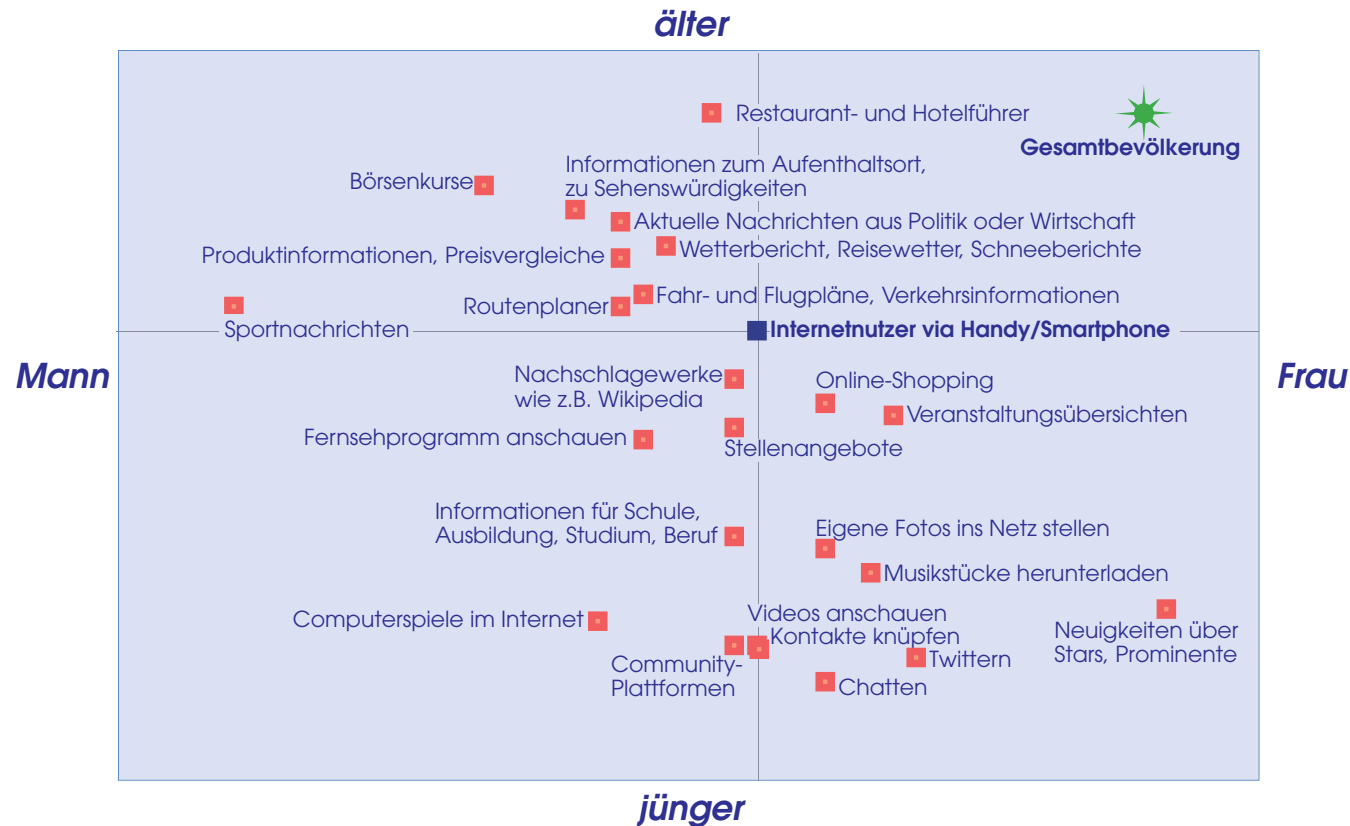 älter
Restaurant- und Hotelführer
Gesamtbevölkerung
Informationen zum Aufenthaltsort,
zu Sehenswürdigkeiten
Börsenkurse
Aktuelle Nachrichten aus Politik oder Wirtschaft
Wetterbericht, Reisewetter, Schneeberichte
Produktinformationen, Preisvergleiche
Fahr- und Flugpläne, Verkehrsinformationen
Routenplaner
Sportnachrichten
Internetnutzer via Handy/Smartphone
Mann
Frau
Nachschlagewerke
wie z.B. Wikipedia
Online-Shopping
Veranstaltungsübersichten
Fernsehprogramm anschauen
Stellenangebote
Informationen für Schule,
Ausbildung, Studium, Beruf
Eigene Fotos ins Netz stellen
Musikstücke herunterladen
Computerspiele im Internet
Videos anschauen
Kontakte knüpfen
Neuigkeiten über
Stars, Prominente
Community-
Plattformen
Twittern
Chatten
jünger